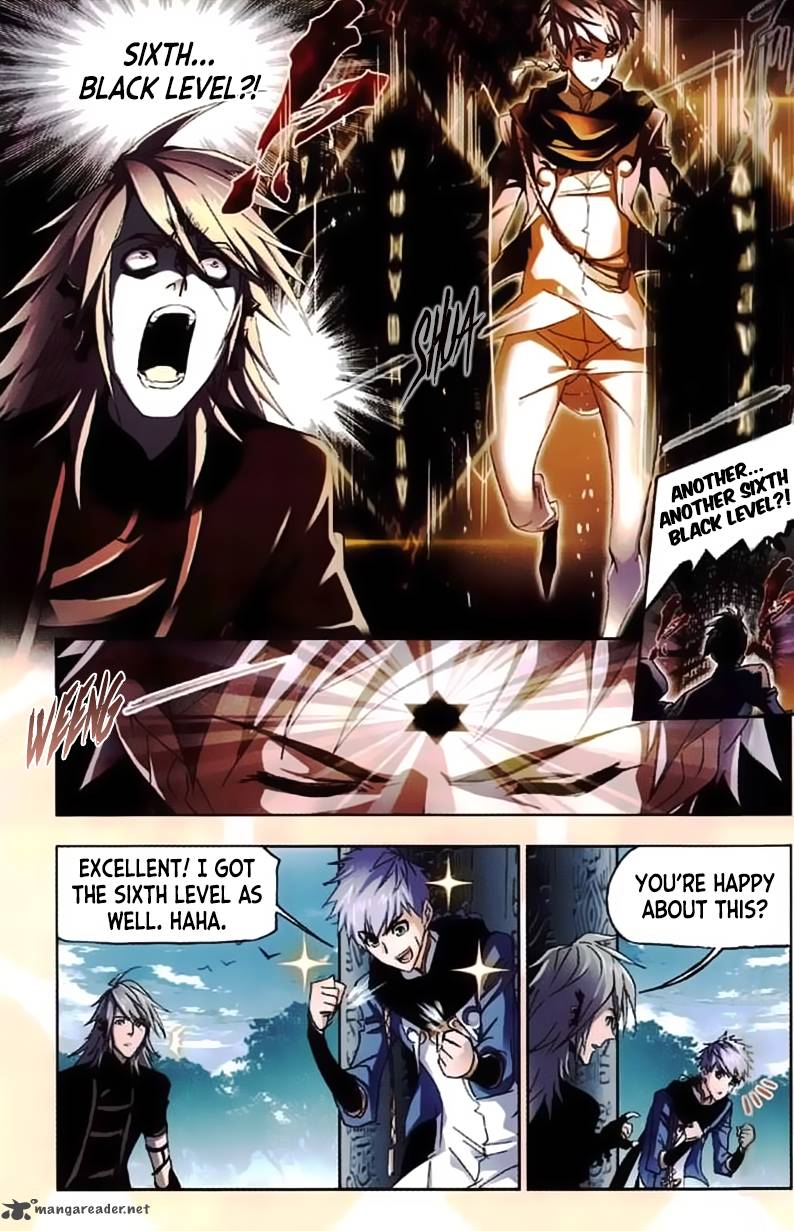 SIXTH...
BLACK LEVEL?!
SHUA
ANOTHER...
ANOTHER SIXTH
BLACK LEVEL?!
WEENG
EXCELLENT! I GOT
THE SIXTH LEVEL AS
WELL. HAHA.
YOU'RE HAPPY
ABOUT THIS?
mangareader.net